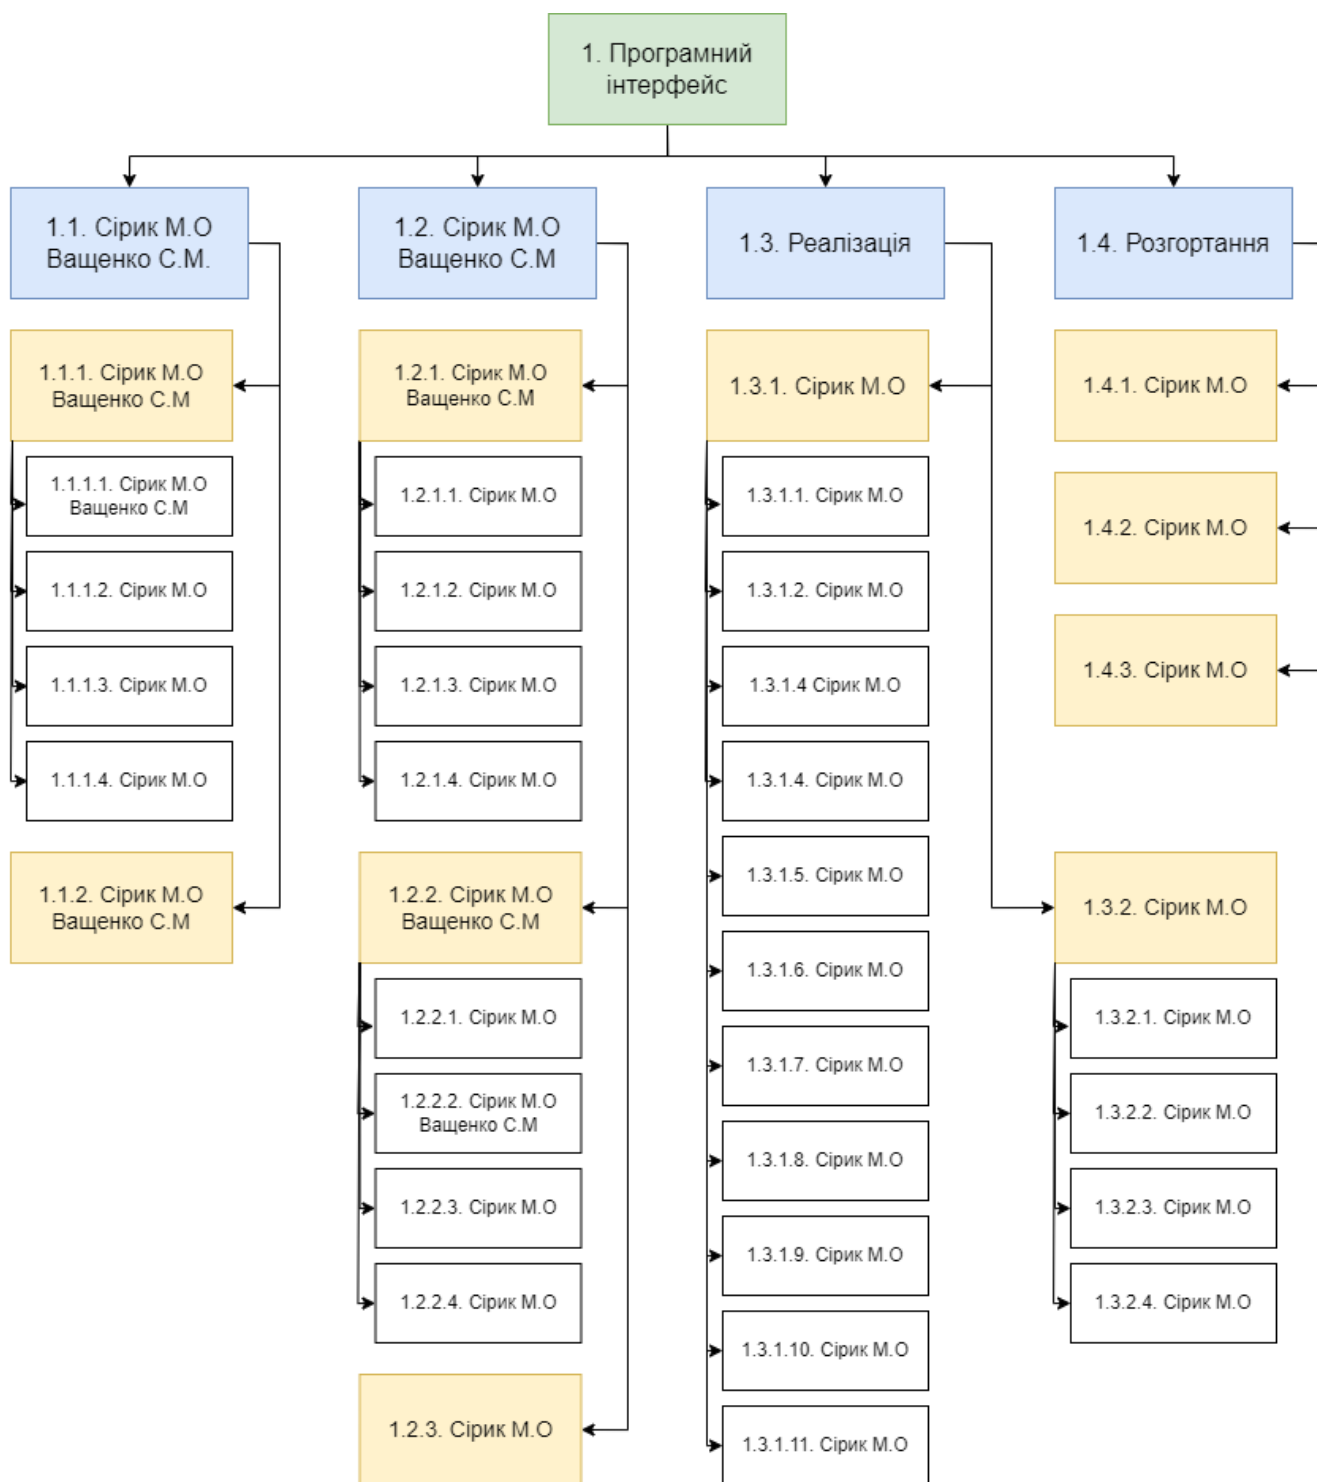 1. Програмний
інтерфейс
1.1. Сірик М.О
Ващенко С.М.
1.2. Сірик М.О
Ващенко С.М
1.3. Реалізація
1.4. Розгортання
1.1.1. Сірик М.О
Ващенко С.М
1.1.1.1. Сірик М.О
Ващенко С.М
1.1.1.2. Сірик М.О
1.1.1.3. Сірик М.О
1.1.1.4. Сірик М.О
1.1.2. Сірик М.О
Ващенко С.М
1.2.1. Сірик М.О
Ващенко С.М
1.2.1.1. Сірик М.О
1.2.1.2. Сірик М.О
1.2.1.3. Сірик М.О
1.2.1.4. Сірик М.О
1.2.2. Сірик М.О
Ващенко С.М
1.2.2.1. Сірик М.О
1.2.2.2. Сірик М.О
Ващенко С.М
1.2.2.3. Сірик М.О
1.2.2.4. Сірик М.О
1.2.3. Сірик М.О
1.3.1. Сірик М.О
1.3.1.1. Сірик М.О
1.3.1.2. Сірик М.О
1.3.1.4 Сірик М.О
1.3.1.4. Сірик М.О
1.3.1.5. Сірик М.О
1.3.1.6. Сірик М.О
1.3.1.7. Сірик М.О
1.3.1.8. Сірик М.О
1.3.1.9. Сірик М.О
1.3.1.10. Сірик М.О
1.3.1.11. Сірик М.О
1.4.1. Сірик М.О
1.4.2. Сірик М.О
1.4.3. Сірик М.О
1.3.2. Сірик М.О
1.3.2.1. Сірик М.О
1.3.2.2. Сірик М.О
1.3.2.3. Сірик М.О
1.3.2.4. Сірик М.О